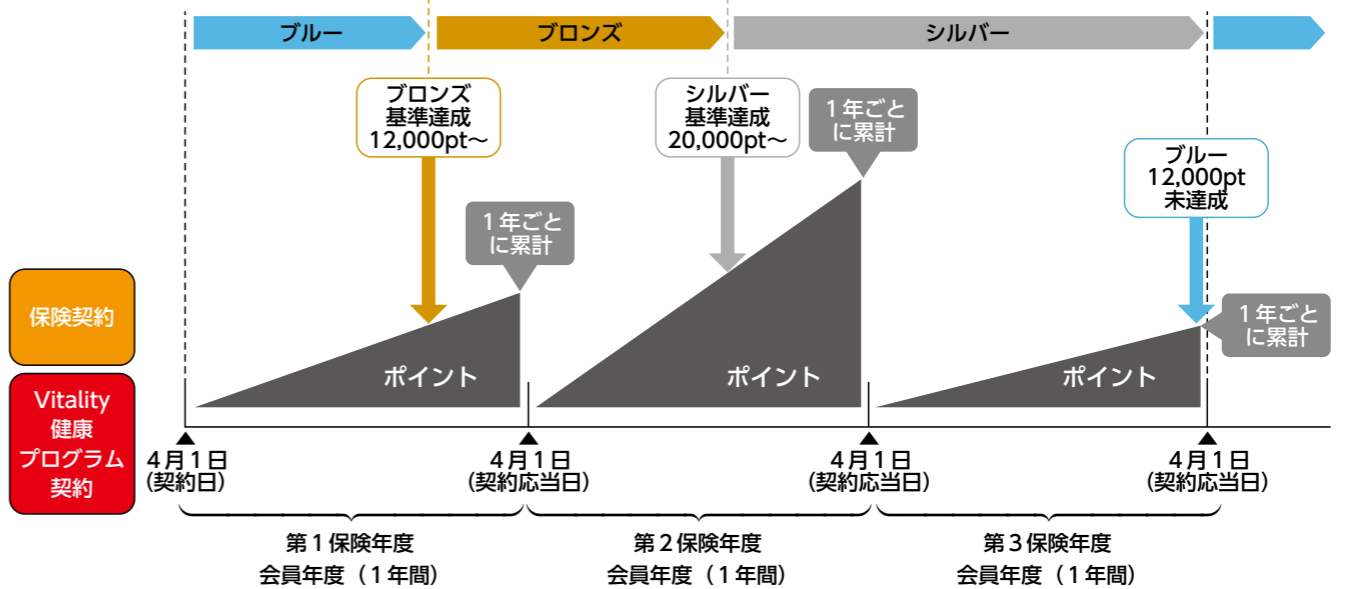 ブルー
ブロンズ
シルバー
ブロンズ
基準達成
12,000pt～
シルバー
基準達成
20,000pt～
1年ごと
に累計
ブルー
12,000pt
未達成
1年ごと
に累計
1年ごと
に累計
保険契約
ポイント
ポイント
ポイント
Vitality
健康
プログラム
契約
4月1日
(契約日)
4月1日
(契約応当日)
4月1日
(契約応当日)
4月1日
(契約応当日)
第1保険年度
会員年度（1年間）
第2保険年度
会員年度（1年間）
第3保険年度
会員年度（1年間）